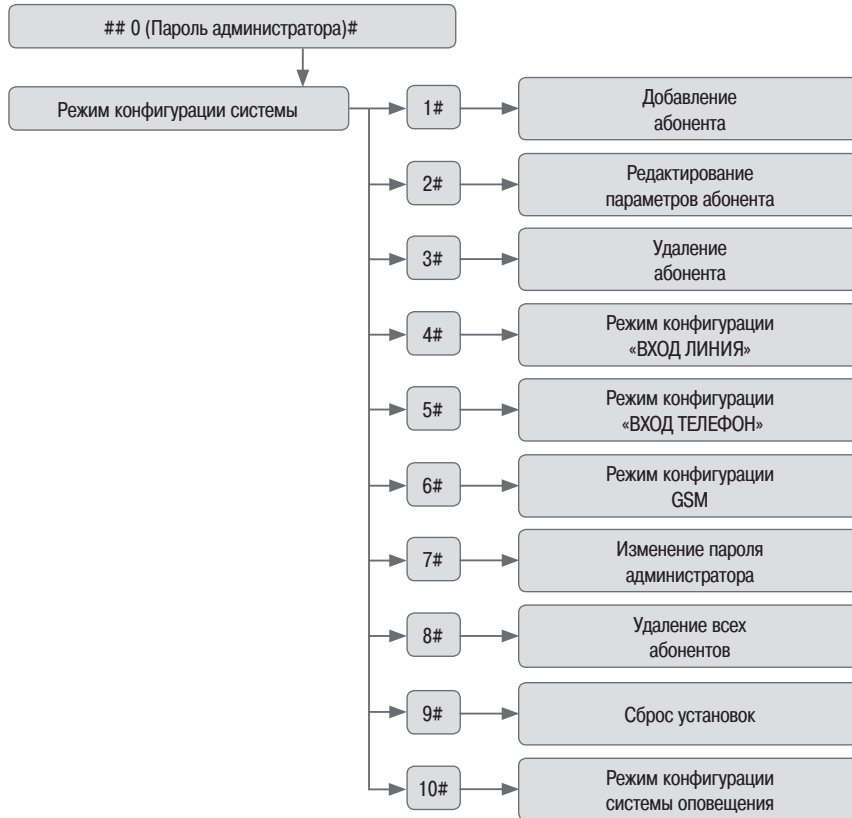 ## 0 (Пароль администратора)#
Режим конфигурации системы
1#
Добавление
абонента
2#
Редактирование
параметров абонента
3#
Удаление
абонента
4#
Режим конфигурации
«ВХОД ЛИНИЯ»
5#
Режим конфигурации
«ВХОД ТЕЛЕФОН»
6#
Режим конфигурации
GSM
7#
Изменение пароля
администратора
8#
Удаление всех
абонентов
9#
Сброс установок
10#
Режим конфигурации
системы оповещения